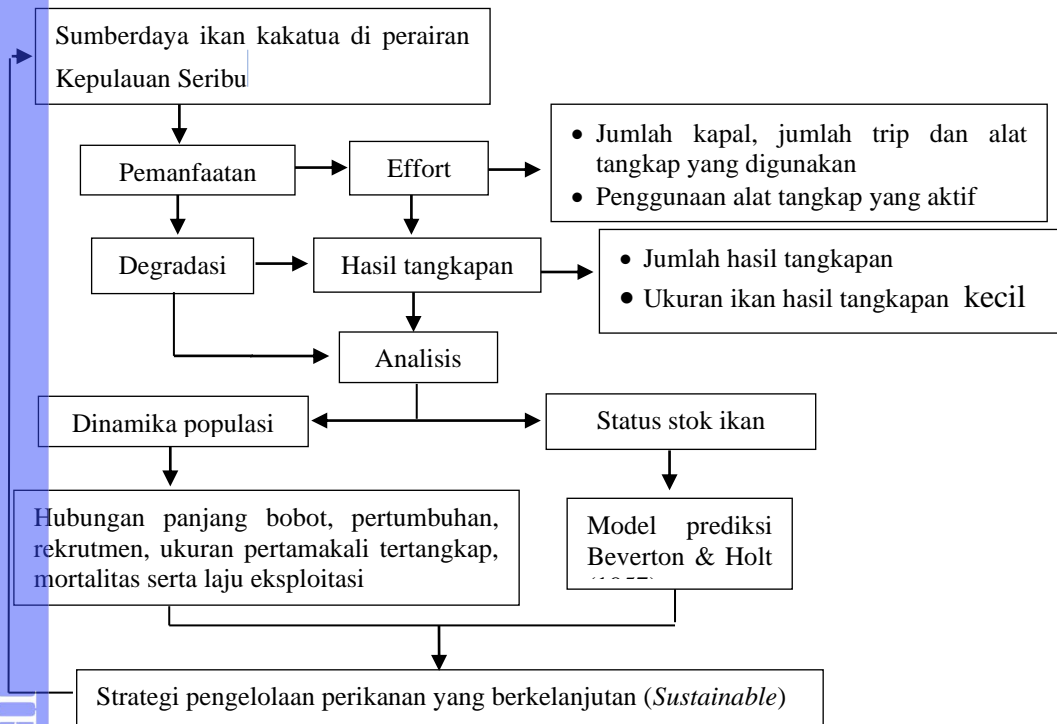 Sumberdaya ikan kakatua di perairan
Kepulauan Seribu
Pemanfaatan
Effort
• Jumlah kapal, jumlah trip dan alat
tangkap yang digunakan
• Penggunaan alat tangkap yang aktif
Degradasi
Hasil tangkapan
• Jumlah hasil tangkapan
• Ukuran ikan hasil tangkapan kecil
Analisis
Dinamika populasi
Status stok ikan
Hubungan panjang bobot, pertumbuhan,
rekrutmen, ukuran pertamakali tertangkap,
mortalitas serta laju eksploitasi
Model prediksi
Beverton & Holt
Strategi pengelolaan perikanan yang berkelanjutan (Sustainable)